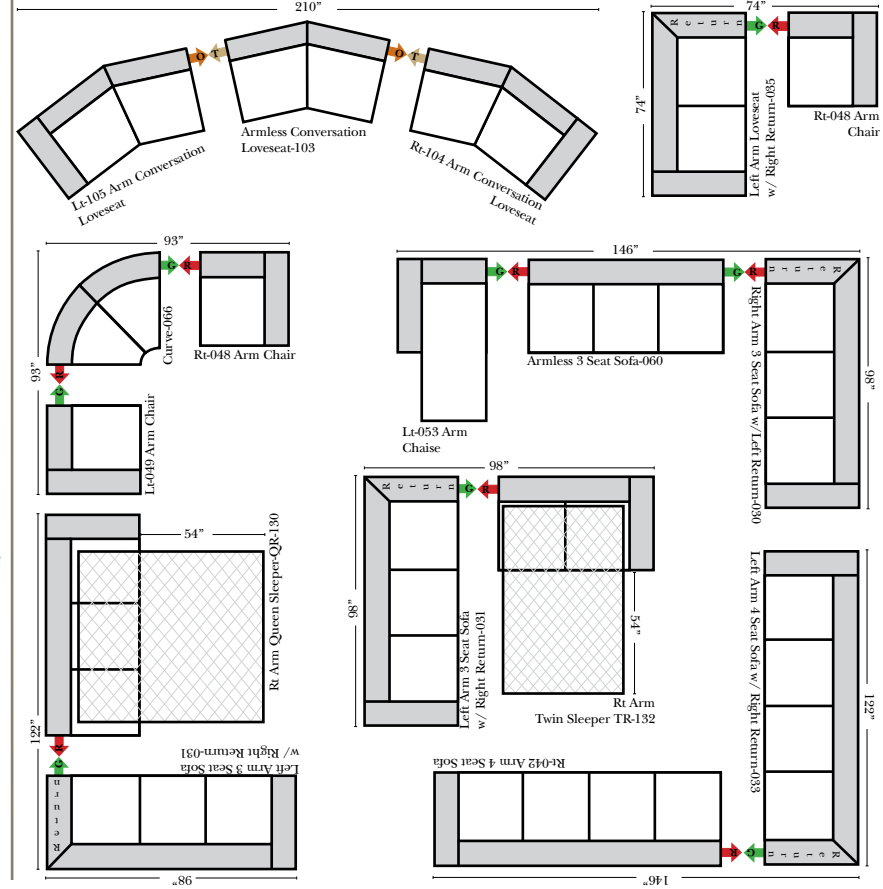 210”
O T
O T
Lt-105 Arm Conversation
Loveseat
Armless Conversation
Loveseat-103
Rt-104 Arm Conversation
Loveseat
74”
74”
Return
G R
Left Arm Loveseat
w/ Right Return-035
Rt-048 Arm
Chair
93”
93”
G R
Curve-066
Rt-048 Arm Chair
R
G
Lt-049 Arm Chair
146”
G R
G R
Return
Lt-053 Arm
Chaise
Armless 3 Seat Sofa-060
Right Arm 3 Seat Sofa w/ Left Return-030
98”
122”
54”
Rt Arm Queen Sleeper-QR-130
R
G
Return
Left Arm 3 Seat Sofa
w/ Right Return-031
98”
98”
98”
Return
G R
Left Arm 3 Seat Sofa
w/ Right Return-031
54”
Rt Arm
Twin Sleeper TR-132
Left Arm 4 Seat Sofa w/ Right Return-033
122”
Rt-042 Arm 4 Seat Sofa
R G
Return
146”